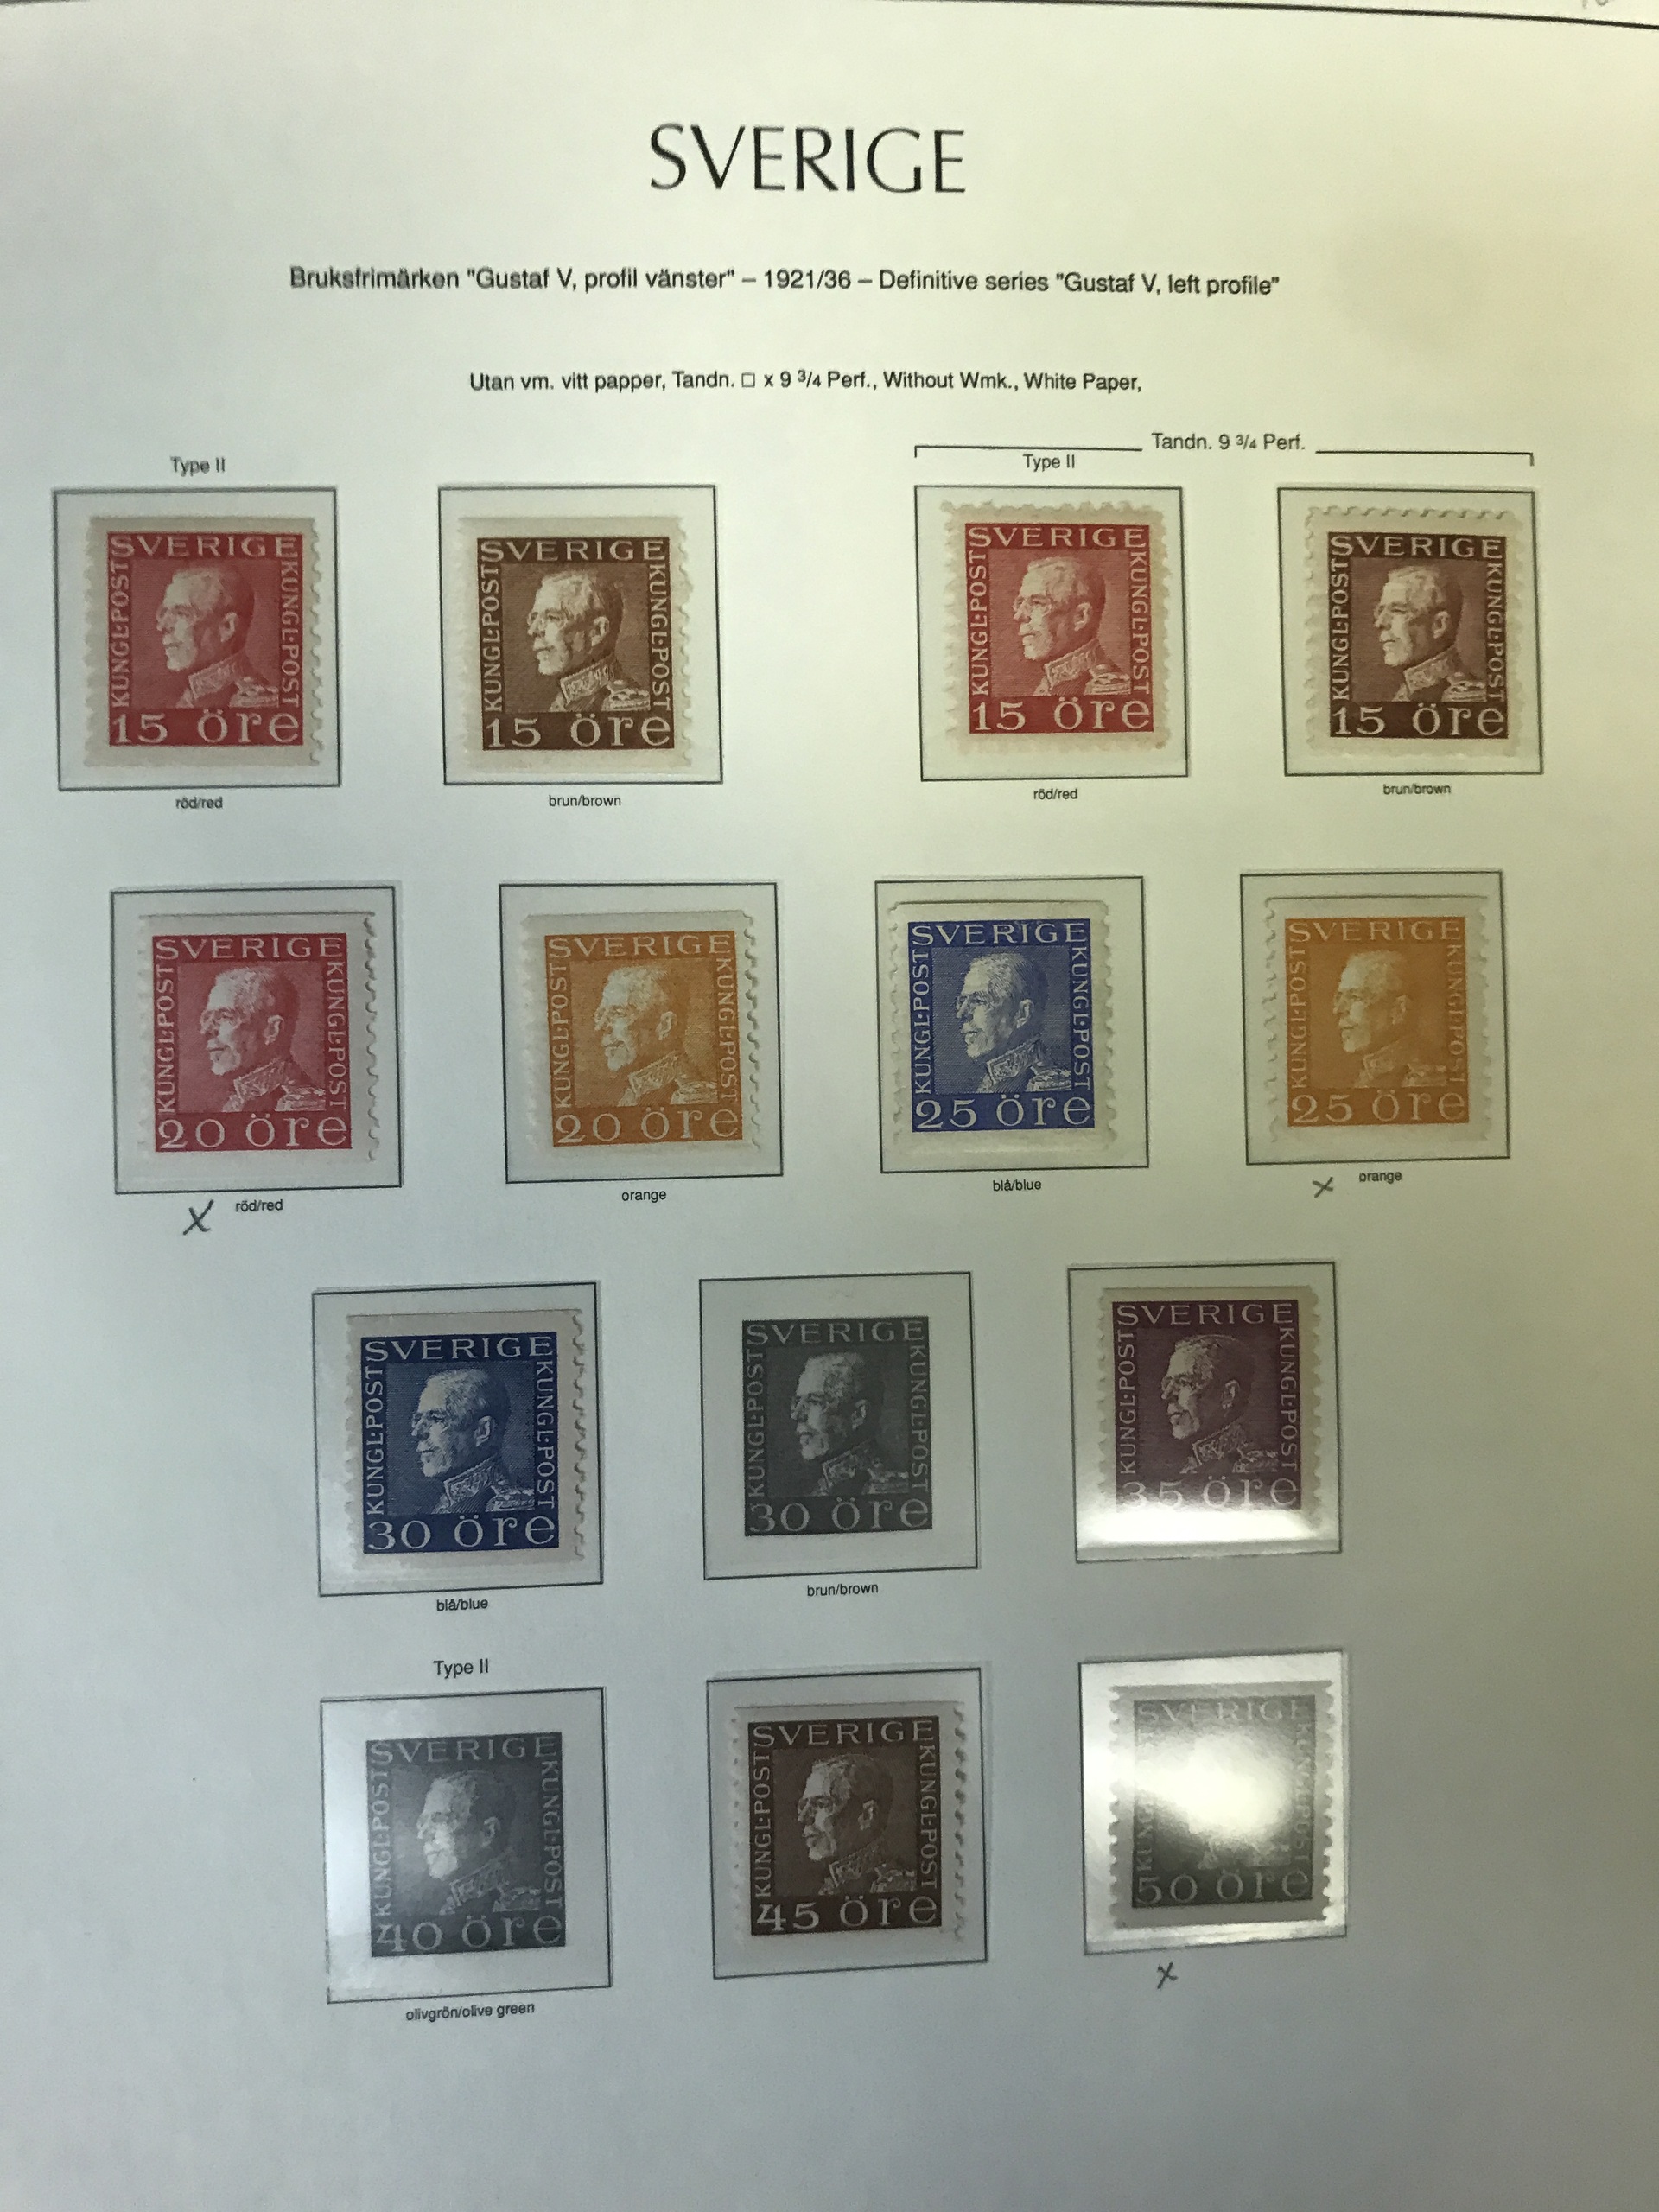 SVERIGE
Bruksfrimärken "Gustaf V, profil vänster" – 1921/36 – Definitive series "Gustaf V, left profile"
Utan vm. vitt papper, Tandn. □ x 9 3/4 Perf., Without Wmk., White Paper,
Tandn. 9 3/4 Perf.
Type II
Type II
SVERIGE
KUNGL:POST
KUNGL:POST
15 öre
SVERIGE
KUNGL:POST
KUNGL:POST
15 öre
SVERIGE
KUNGL:POST
KUNGL:POST
15 öre
SVERIGE
KUNGL:POST
KUNGL:POST
15 öre
röd/red
brun/brown
röd/red
brun/brown
SVERIGE
KUNGL:POST
KUNGL:POST
20 öre
SVERIGE
KUNGL:POST
KUNGL:POST
20 öre
SVERIGE
KUNGL:POST
KUNGL:POST
25 öre
SVERIGE
KUNGL:POST
KUNGL:POST
25 öre
x röd/red
orange
blå/blue
x orange
SVERIGE
KUNGL:POST
KUNGL:POST
30 öre
SVERIGE
KUNGL:POST
KUNGL:POST
30 öre
SVERIGE
KUNGL:POST
KUNGL:POST
35 öre
blå/blue
brun/brown
Type II
SVERIGE
KUNGL:POST
KUNGL:POST
40 öre
SVERIGE
KUNGL:POST
KUNGL:POST
45 öre
SVERIGE
KUNGL:POST
50 öre
x
olivgrön/olive green